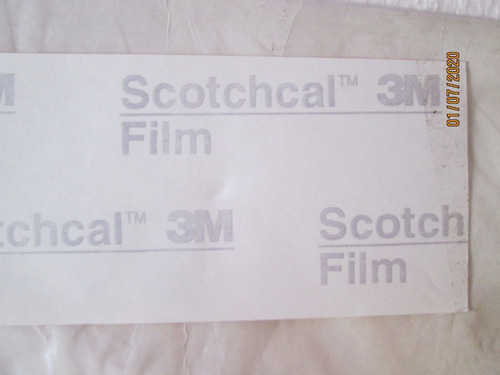 M
Scotchcal™ 3M
Film
tchcal™ 3M
Scotch
Film
01/07/2020